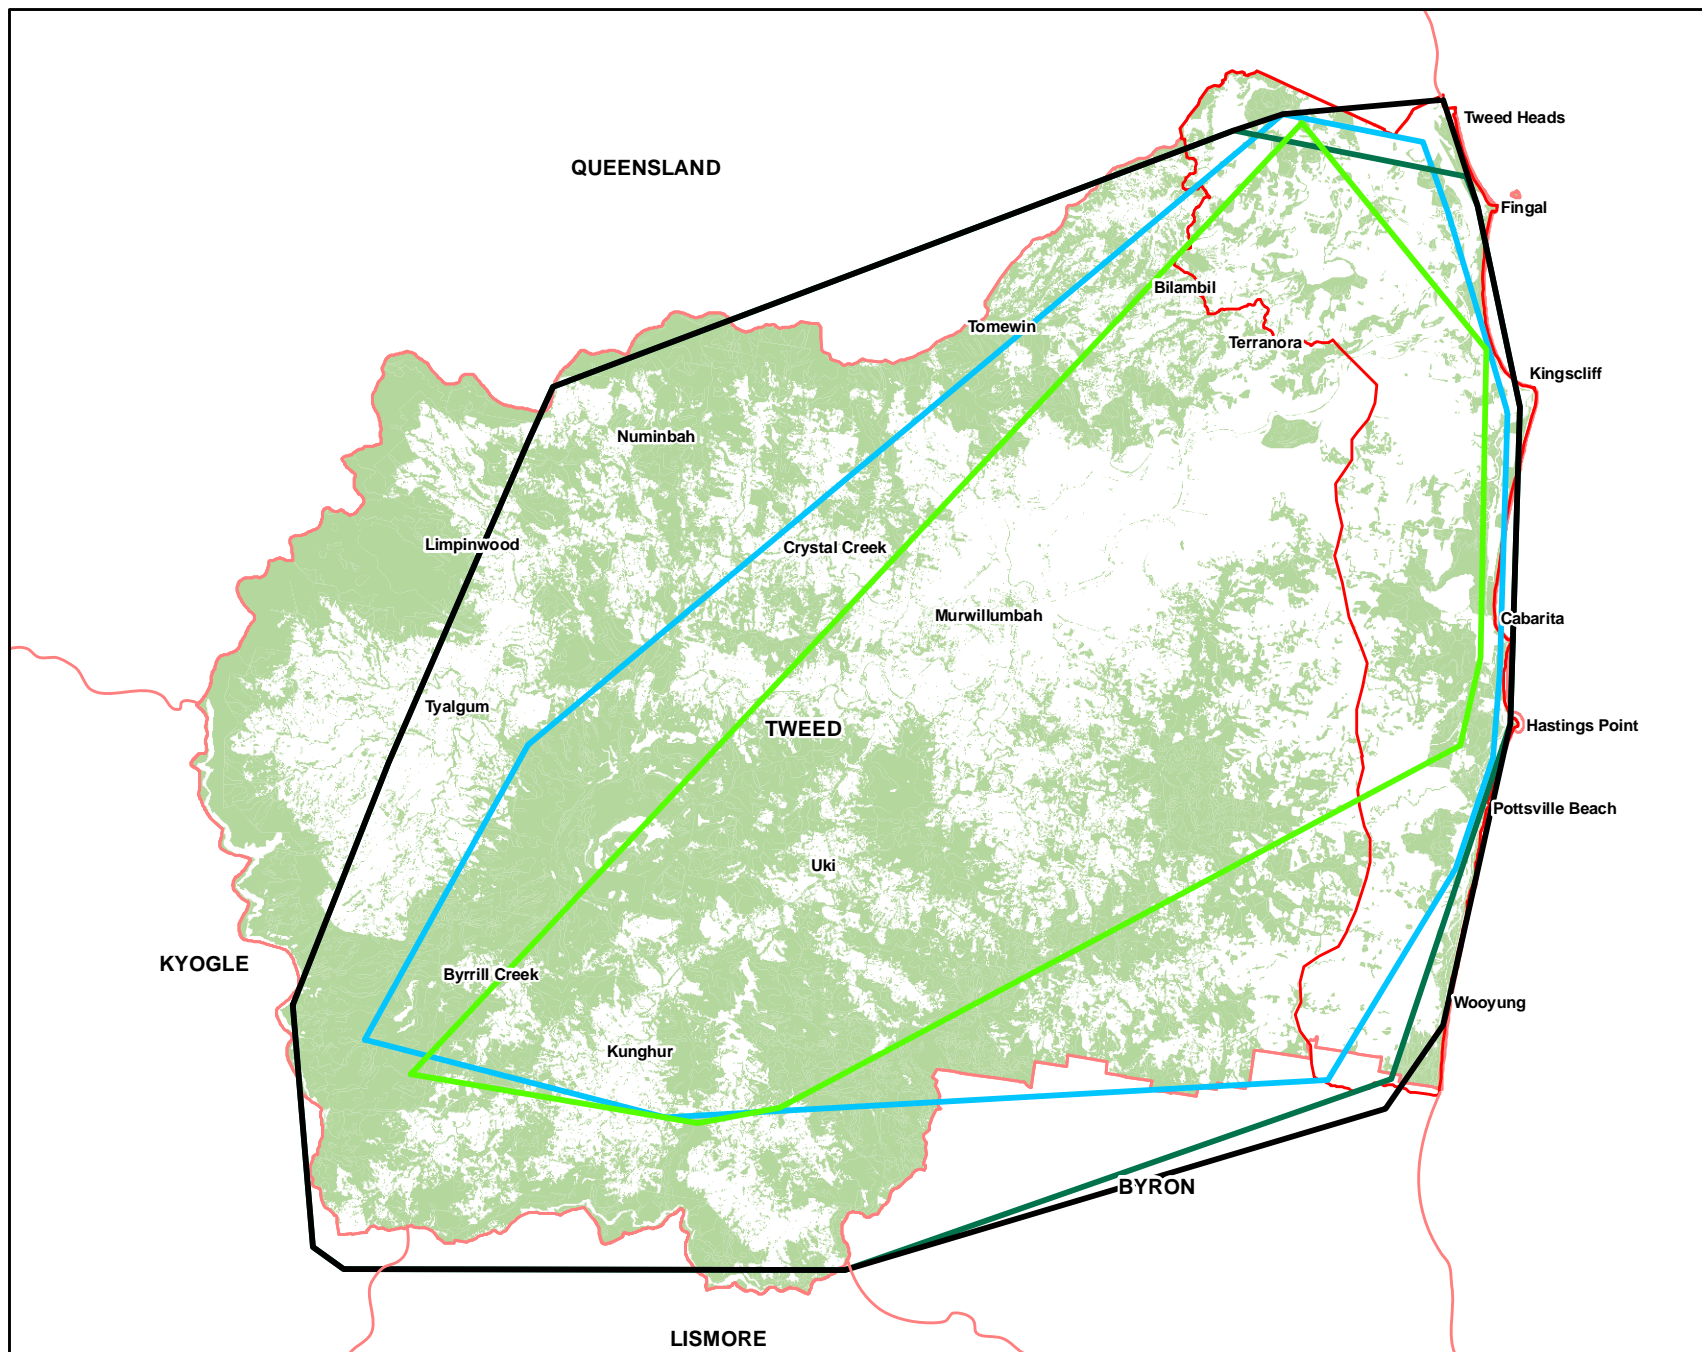 Tweed Heads
QUEENSLAND
Fingal
Bilambil
Tomewin
Terranora
Kingscliff
Numinbah
Limpinwood
Crystal Creek
Murwillumbah
Cabarita
Tyalgum
TWEED
Hastings Point
Pottsville Beach
Uki
KYOGLE
Byrrill Creek
Wooyung
Kunghur
BYRON
LISMORE